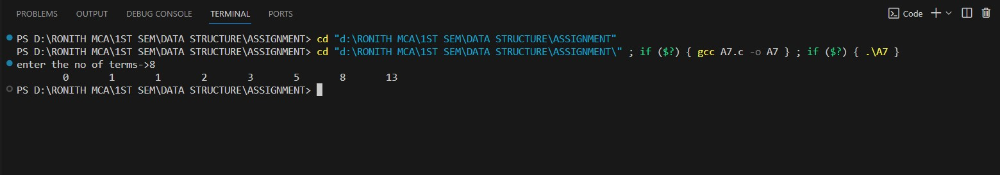 PROBLEMS OUTPUT DEBUG CONSOLE TERMINAL PORTS Code
PS D:\RONITH MCA\1ST SEM\DATA STRUCTURE\ASSIGNMENT> cd "d:\RONITH MCA\1ST SEM\DATA STRUCTURE\ASSIGNMENT"
PS D:\RONITH MCA\1ST SEM\DATA STRUCTURE\ASSIGNMENT> cd "d:\RONITH MCA\1ST SEM\DATA STRUCTURE\ASSIGNMENT\" ; if ($?) { gcc A7.c -o A7 } ; if ($?) { .\A7 }
enter the no of terms->8
0 1 1 2 3 5 8 13
PS D:\RONITH MCA\1ST SEM\DATA STRUCTURE\ASSIGNMENT>